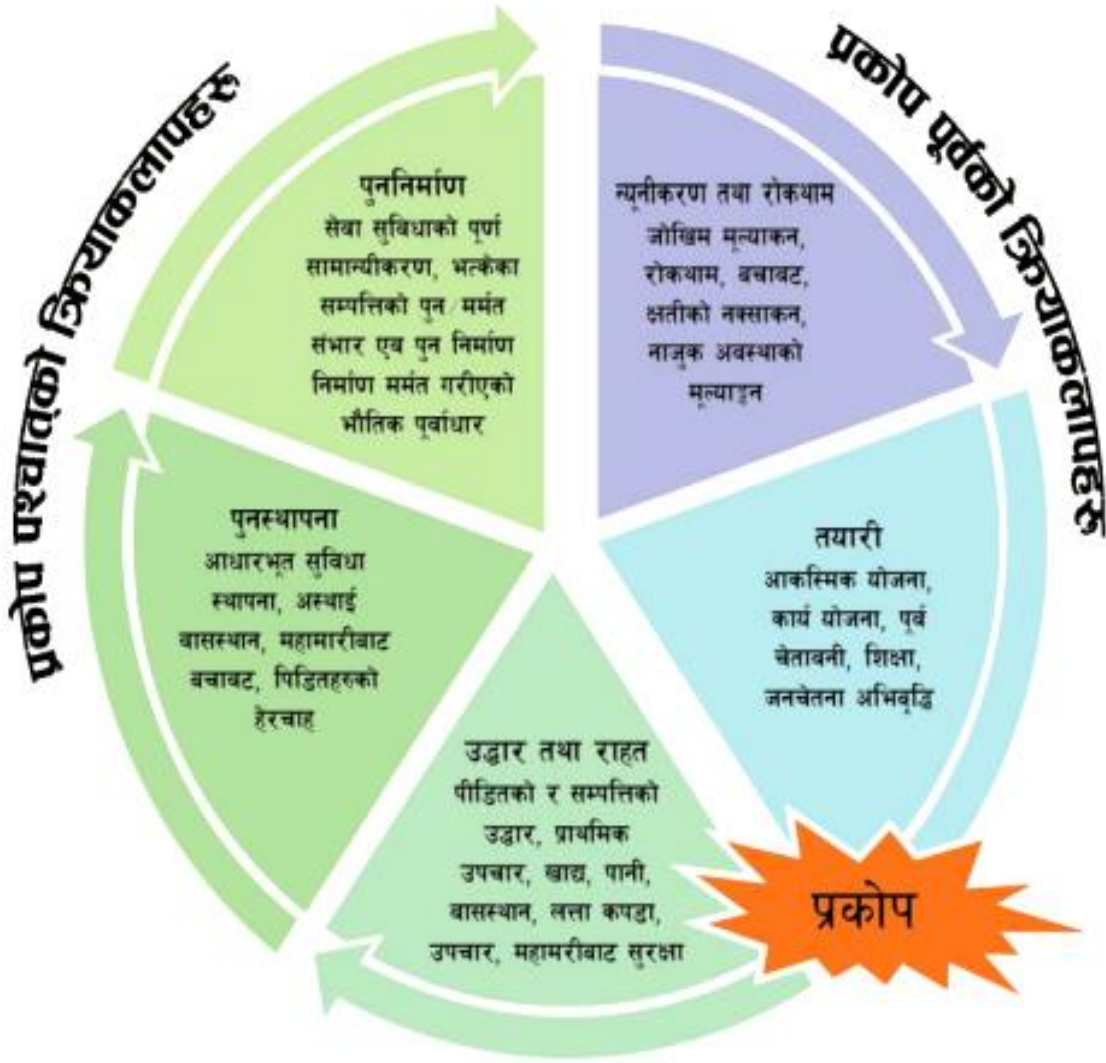 प्रकोप पश्चात्को क्रियाकलापहरु
प्रकोप पूर्वको क्रियाकलापहरु
पुननिर्माण
सेवा सुविधाको पूर्ण
सामान्यीकरण, भत्केका
सम्पत्तिको पुन/मर्मत
संभार एव पुन निर्माण
निर्माण मर्मत गरीएको
भौतिक पूर्वाधार
न्यूनीकरण तथा रोकथाम
जोखिम मूल्याकन,
रोकथाम, बचाबट,
क्षतीको नक्साकन,
नाजुक अवस्थाको
मूल्याङ्न
तयारी
आकस्मिक योजना,
कार्य योजना, पूर्व
चेतावनी, शिक्षा,
जनचेतना अभिवृद्धि
प्रकोप
उद्धार तथा राहत
पीडितको र सम्पत्तिको
उद्धार, प्राथमिक
उपचार, खाद्य, पानी,
बासस्थान, लत्ता कपडा,
उपचार, महामरीबाट सुरक्षा
पुनस्थापना
आधारभूत सुविधा
स्थापना, अस्थाई
बासस्थान, महामारीबाट
बचाबट, पिडितहरुको
हेरचाह